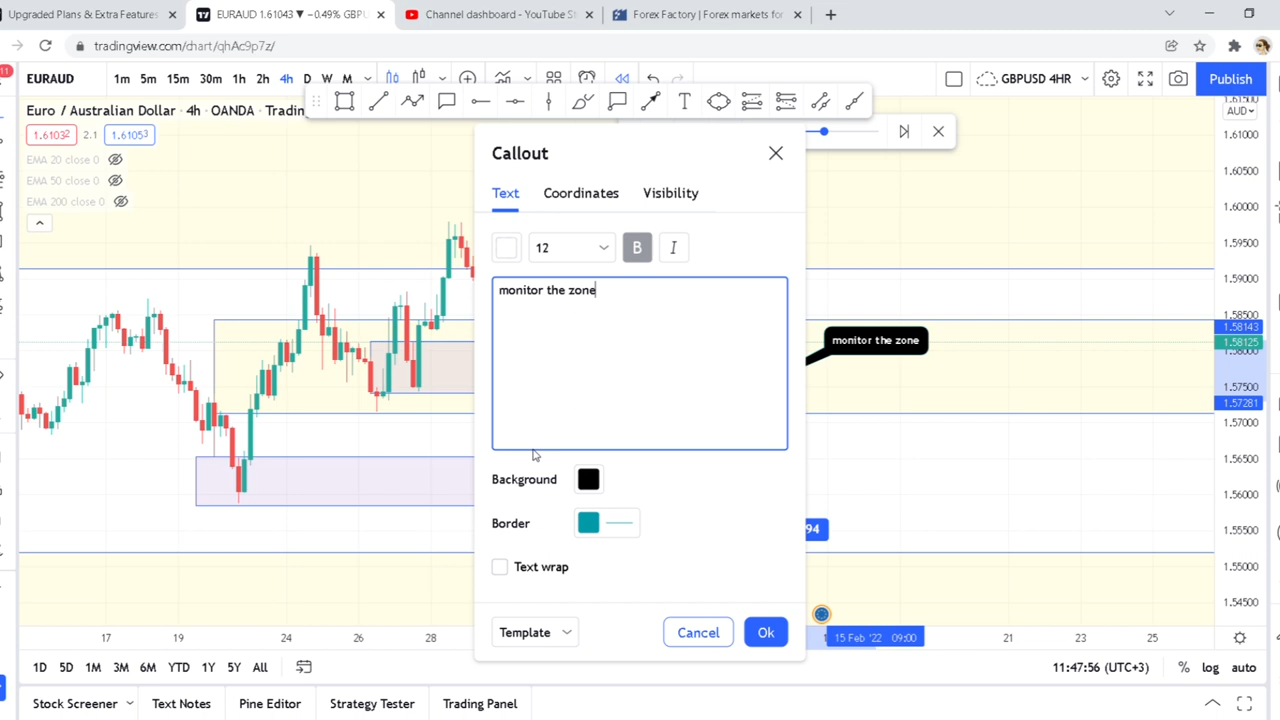 Upgraded Plans & Extra Features
EURAUD 1.61043 ▼ −0.49% GBPU
Channel dashboard - YouTube St
Forex Factory | Forex markets for
tradingview.com/chart/qhAc9p7z/
11
EURAUD
1m 5m 15m 30m 1h 2h 4h D W M
GBPUSD 4HR
Publish
Euro / Australian Dollar · 4h · OANDA · Tradin
1.61032 2.1 1.61053
EMA 20 close 0
EMA 50 close 0
EMA 200 close 0
Callout
Text Coordinates Visibility
12 B I
monitor the zone
Background
Border
Text wrap
Template
Cancel
Ok
monitor the zone
94
AUD
1.61500
1.61000
1.60500
1.60000
1.59500
1.59000
1.58500
1.58143
1.58125
1.58000
1.57500
1.57281
1.56500
1.56000
1.55500
1.55000
1.54500
17 19 24 26 28 15 Feb '22 09:00 21 23 25
1D 5D 1M 3M 6M YTD 1Y 5Y All
11:47:56 (UTC+3) % log auto
Stock Screener Text Notes Pine Editor Strategy Tester Trading Panel